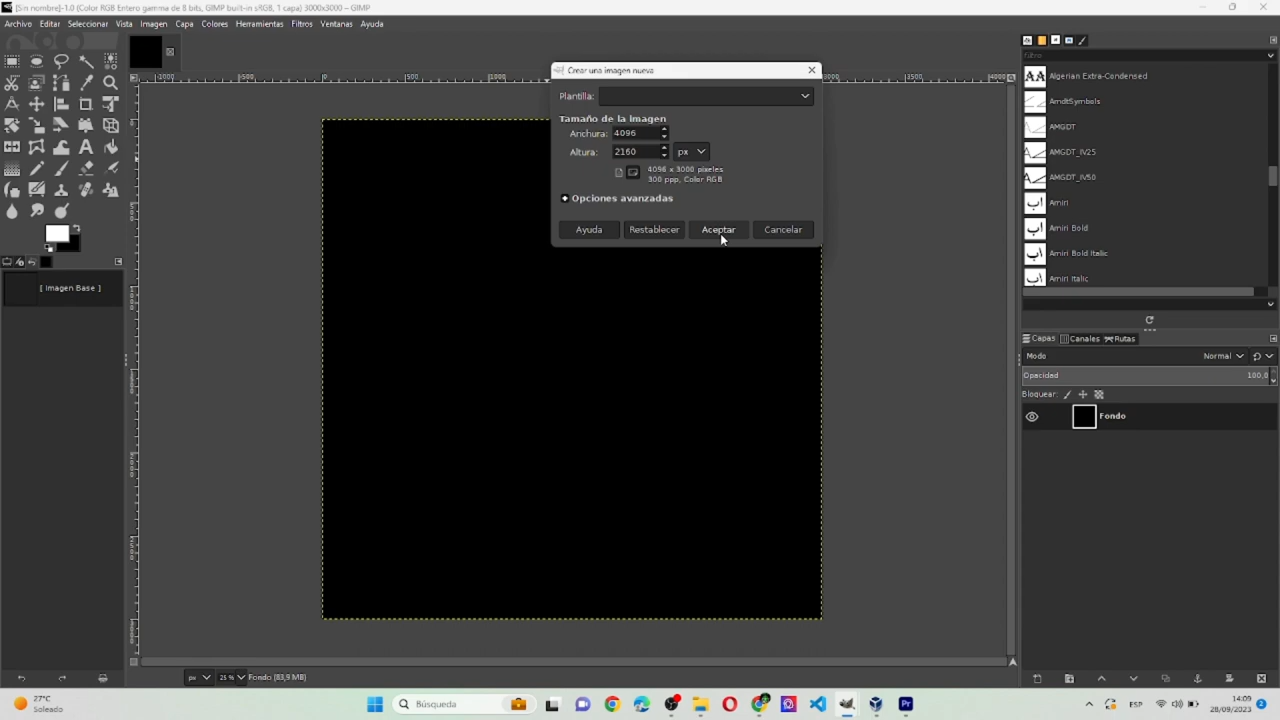 [Sin nombre]-1.0 (Color RGB Entero gamma de 8 bits, GIMP built-in sRGB, 1 capa) 3000x3000 – GIMP
Archivo Editar Seleccionar Vista Imagen Capa Colores Herramientas Filtros Ventanas Ayuda
Crear una imagen nueva
Plantilla:
Tamaño de la imagen
Anchura: 4096
Altura: 2160 px
4096 x 3000 píxeles
300 ppp, Color RGB
Opciones avanzadas
Ayuda Restablecer Aceptar Cancelar
[ Imagen Base ]
Filtro
Algerian Extra-Condensed
AmdtSymbols
AMGDT
AMGDT_IV25
AMGDT_IV50
Amiri
Amiri Bold
Amiri Bold Italic
Amiri Italic
Capas Canales Rutas
Modo Normal
Opacidad 100,0
Bloquear:
Fondo
px 25 % Fondo (83,9 MB)
27°C
Soleado
Búsqueda
ESP
14:09
28/09/2023